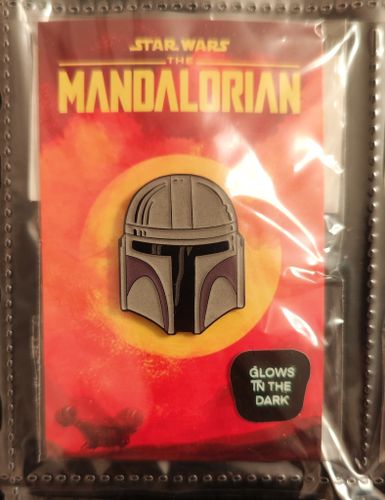 STAR WARS
THE
MANDALORIAN
GLOWS
IN THE
DARK